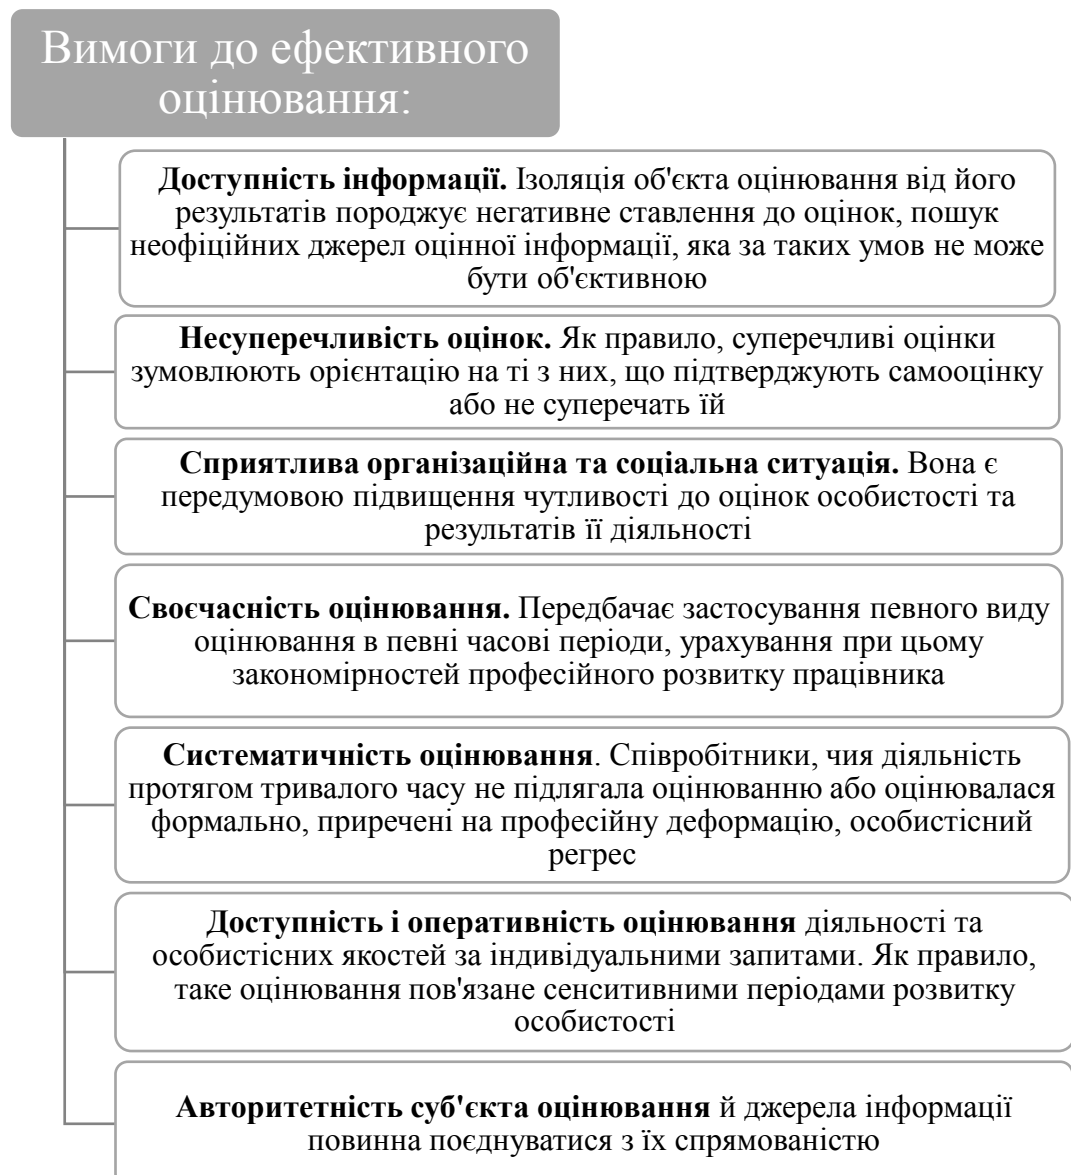 Вимоги до ефективного
оцінювання:
Доступність інформації. Ізоляція об'єкта оцінювання від його
результатів породжує негативне ставлення до оцінок, пошук
неофіційних джерел оцінної інформації, яка за таких умов не може
бути об'єктивною
Несуперечливість оцінок. Як правило, суперечливі оцінки
зумовлюють орієнтацію на ті з них, що підтверджують самооцінку
або не суперечать їй
Сприятлива організаційна та соціальна ситуація. Вона є
передумовою підвищення чутливості до оцінок особистості та
результатів її діяльності
Своєчасність оцінювання. Передбачає застосування певного виду
оцінювання в певні часові періоди, урахування при цьому
закономірностей професійного розвитку працівника
Систематичність оцінювання. Співробітники, чия діяльність
протягом тривалого часу не підлягала оцінюванню або оцінювалася
формально, приречені на професійну деформацію, особистісний
регрес
Доступність і оперативність оцінювання діяльності та
особистісних якостей за індивідуальними запитами. Як правило,
таке оцінювання пов'язане сенситивними періодами розвитку
особистості
Авторитетність суб'єкта оцінювання й джерела інформації
повинна поєднуватися з їх спрямованістю